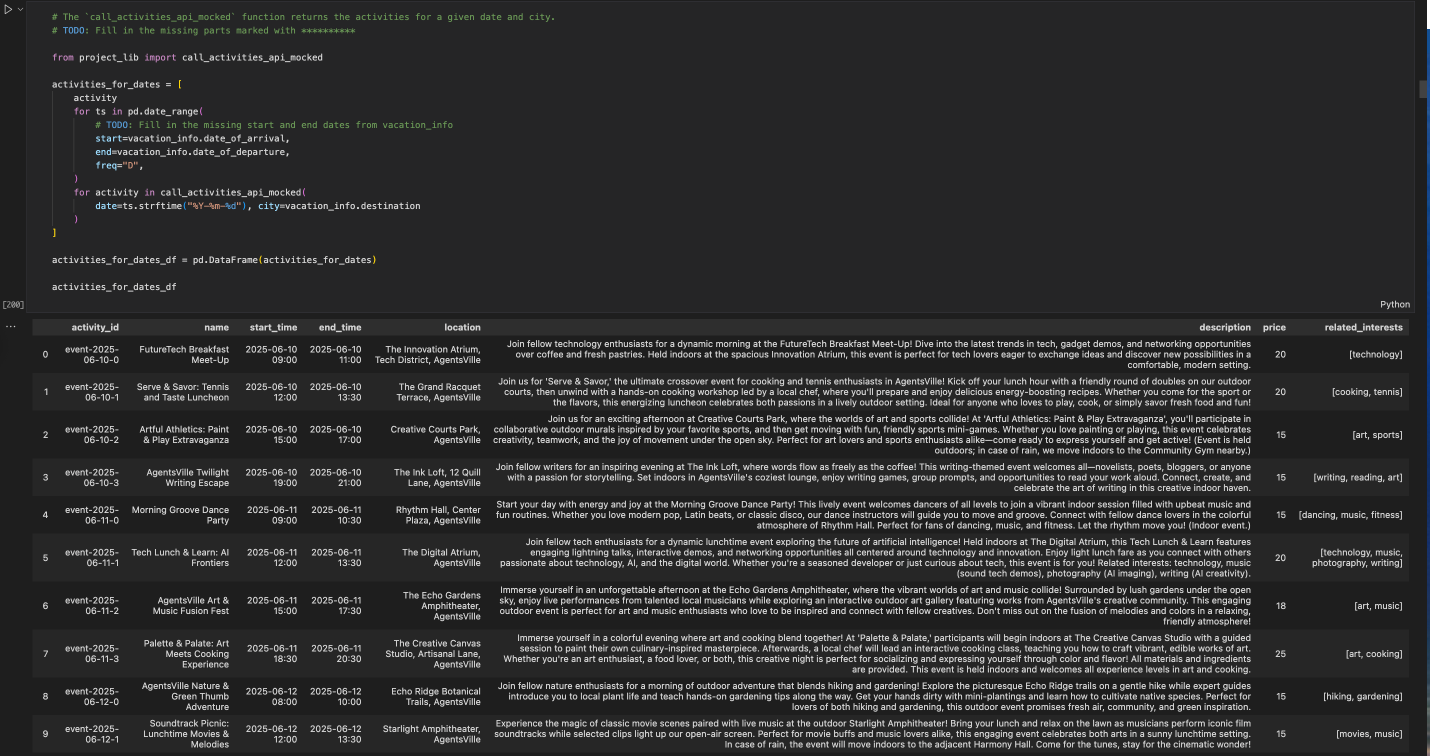 # The `call_activities_api_mocked` function returns the activities for a given date and city.
# TODO: Fill in the missing parts marked with **********
from project_lib import call_activities_api_mocked
activities_for_dates = [
activity
for ts in pd.date_range(
# TODO: Fill in the missing start and end dates from vacation_info
start=vacation_info.date_of_arrival,
end=vacation_info.date_of_departure,
freq="D",
)
for activity in call_activities_api_mocked(
date=ts.strftime("%Y-%m-%d"), city=vacation_info.destination
)
]
activities_for_dates_df = pd.DataFrame(activities_for_dates)
activities_for_dates_df
[200]
Python
...
activity_id name start_time end_time location description price related_interests
0 event-2025-06-10-0 FutureTech Breakfast Meet-Up 2025-06-10 09:00 2025-06-10 11:00 The Innovation Atrium, Tech District, AgentsVille Join fellow technology enthusiasts for a dynamic morning at the FutureTech Breakfast Meet-Up! Dive into the latest trends in tech, gadget demos, and networking opportunities over coffee and fresh pastries. Held indoors at the spacious Innovation Atrium, this event is perfect for tech lovers eager to exchange ideas and discover new possibilities in a comfortable, modern setting. 20 [technology]
1 event-2025-06-10-1 Serve & Savor: Tennis and Taste Luncheon 2025-06-10 12:00 2025-06-10 13:30 The Grand Racquet Terrace, AgentsVille Join us for 'Serve & Savor,' the ultimate crossover event for cooking and tennis enthusiasts in AgentsVille! Kick off your lunch hour with a friendly round of doubles on our outdoor courts, then unwind with a hands-on cooking workshop led by a local chef, where you'll prepare and enjoy delicious energy-boosting recipes. Whether you come for the sport or the flavors, this energizing luncheon celebrates both passions in a lively outdoor setting. Ideal for anyone who loves to play, cook, or simply savor fresh food and fun! 20 [cooking, tennis]
2 event-2025-06-10-2 Artful Athletics: Paint & Play Extravaganza 2025-06-10 15:00 2025-06-10 17:00 Creative Courts Park, AgentsVille Join us for an exciting afternoon at Creative Courts Park, where the worlds of art and sports collide! At 'Artful Athletics: Paint & Play Extravaganza', you'll participate in collaborative outdoor murals inspired by your favorite sports, and then get moving with fun, friendly sports mini-games. Whether you love painting or playing, this event celebrates creativity, teamwork, and the joy of movement under the open sky. Perfect for art lovers and sports enthusiasts alike—come ready to express yourself and get active! (Event is held outdoors; in case of rain, we move indoors to the Community Gym nearby.) 15 [art, sports]
3 event-2025-06-10-3 AgentsVille Twilight Writing Escape 2025-06-10 19:00 2025-06-10 21:00 The Ink Loft, 12 Quill Lane, AgentsVille Join fellow writers for an inspiring evening at The Ink Loft, where words flow as freely as the coffee! This writing-themed event welcomes all—novelists, poets, bloggers, or anyone with a passion for storytelling. Set indoors in AgentsVille's coziest lounge, enjoy writing games, group prompts, and opportunities to read your work aloud. Connect, create, and celebrate the art of writing in this creative indoor haven. 15 [writing, reading, art]
4 event-2025-06-11-0 Morning Groove Dance Party 2025-06-11 09:00 2025-06-11 10:30 Rhythm Hall, Center Plaza, AgentsVille Start your day with energy and joy at the Morning Groove Dance Party! This lively event welcomes dancers of all levels to join a vibrant indoor session filled with upbeat music and fun routines. Whether you love modern pop, Latin beats, or classic disco, our dance instructors will guide you to move and groove. Connect with fellow dance lovers in the colorful atmosphere of Rhythm Hall. Perfect for fans of dancing, music, and fitness. Let the rhythm move you! (Indoor event.) 15 [dancing, music, fitness]
5 event-2025-06-11-1 Tech Lunch & Learn: AI Frontiers 2025-06-11 12:00 2025-06-11 13:30 The Digital Atrium, AgentsVille Join fellow tech enthusiasts for a dynamic lunchtime event exploring the future of artificial intelligence! Held indoors at The Digital Atrium, this Tech Lunch & Learn features engaging lightning talks, interactive demos, and networking opportunities all centered around technology and innovation. Enjoy light lunch fare as you connect with others passionate about technology, AI, and the digital world. Whether you're a seasoned developer or just curious about tech, this event is for you! Related interests: technology, music (sound tech demos), photography (AI imaging), writing (AI creativity). 20 [technology, music, photography, writing]
6 event-2025-06-11-2 AgentsVille Art & Music Fusion Fest 2025-06-11 15:00 2025-06-11 17:30 The Echo Gardens Amphitheater, AgentsVille Immerse yourself in an unforgettable afternoon at the Echo Gardens Amphitheater, where the vibrant worlds of art and music collide! Surrounded by lush gardens under the open sky, enjoy live performances from talented local musicians while exploring an interactive outdoor art gallery featuring works from AgentsVille's creative community. This engaging outdoor event is perfect for art and music enthusiasts who love to be inspired and connect with fellow creatives. Don't miss out on the fusion of melodies and colors in a relaxing, friendly atmosphere! 18 [art, music]
7 event-2025-06-11-3 Palette & Palate: Art Meets Cooking Experience 2025-06-11 18:30 2025-06-11 20:30 The Creative Canvas Studio, Artisanal Lane, AgentsVille Immerse yourself in a colorful evening where art and cooking blend together! At 'Palette & Palate,' participants will begin indoors at The Creative Canvas Studio with a guided session to paint their own culinary-inspired masterpiece. Afterwards, a local chef will lead an interactive cooking class, teaching you how to craft vibrant, edible works of art. Whether you're an art enthusiast, a food lover, or both, this creative night is perfect for socializing and expressing yourself through color and flavor! All materials and ingredients are provided. This event is held indoors and welcomes all experience levels in art and cooking. 25 [art, cooking]
8 event-2025-06-12-0 AgentsVille Nature & Green Thumb Adventure 2025-06-12 08:00 2025-06-12 10:00 Echo Ridge Botanical Trails, AgentsVille Join fellow nature enthusiasts for a morning of outdoor adventure that blends hiking and gardening! Explore the picturesque Echo Ridge trails on a gentle hike while expert guides introduce you to local plant life and teach hands-on gardening tips along the way. Get your hands dirty with mini-plantings and learn how to cultivate native species. Perfect for lovers of both hiking and gardening, this outdoor event promises fresh air, community, and green inspiration. 15 [hiking, gardening]
9 event-2025-06-12-1 Soundtrack Picnic: Lunchtime Movies & Melodies 2025-06-12 12:00 2025-06-12 13:30 Starlight Amphitheater, AgentsVille Experience the magic of classic movie scenes paired with live music at the outdoor Starlight Amphitheater! Bring your lunch and relax on the lawn as musicians perform iconic film soundtracks while selected clips light up our open-air screen. Perfect for movie buffs and music lovers alike, this engaging event celebrates both arts in a sunny lunchtime setting. In case of rain, the event will move indoors to the adjacent Harmony Hall. Come for the tunes, stay for the cinematic wonder! 15 [movies, music]